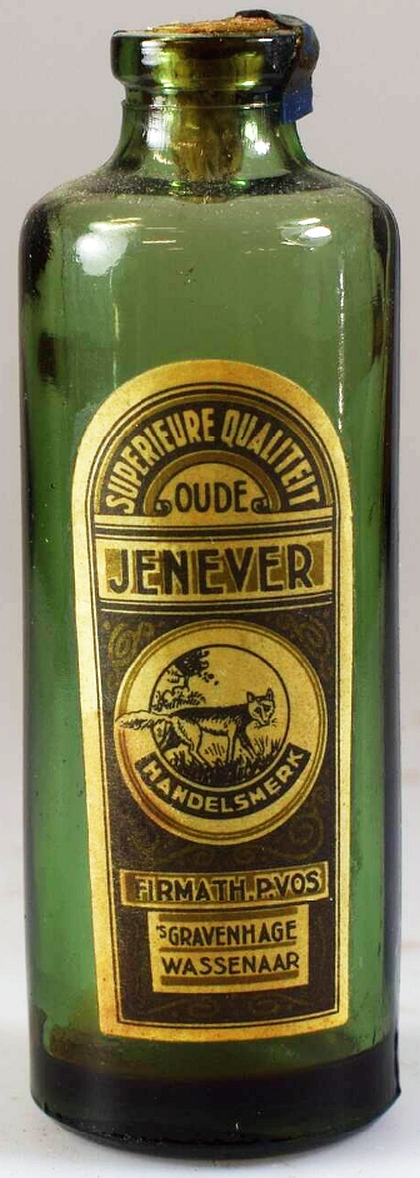 SUPERIEURE QUALITEIT
OUDE
JENEVER
HANDELSMERK
FIRMA TH. P. VOS
'S GRAVENHAGE
WASSENAAR